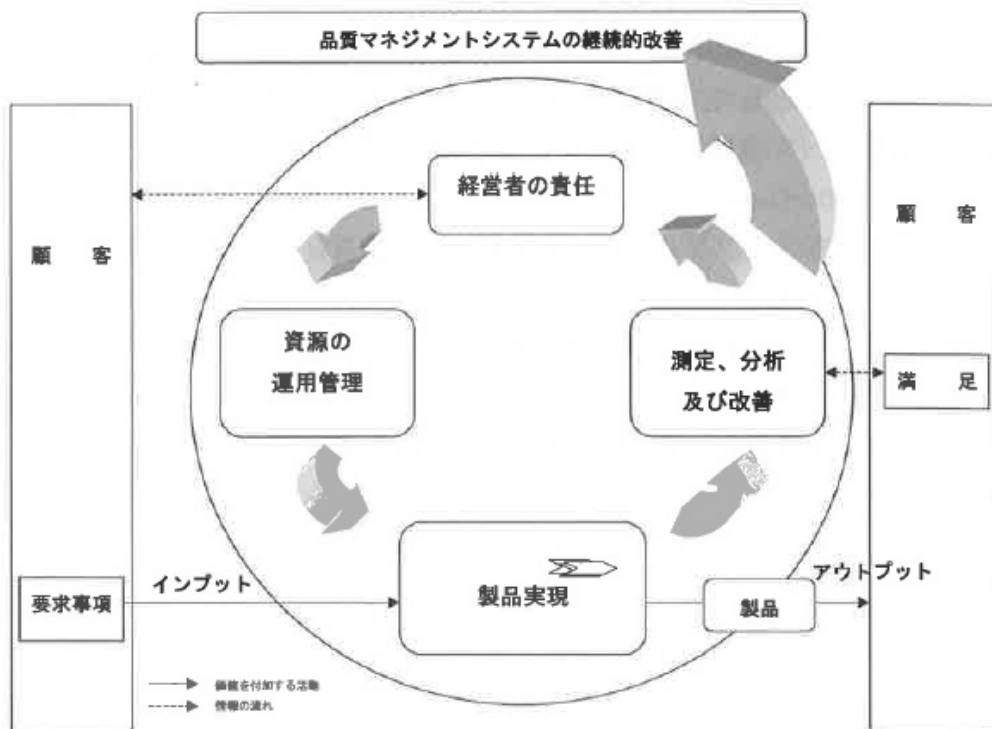 品質マネジメントシステムの継続的改善
経営者の責任
顧 客
顧 客
資源の
運用管理
測定、分析
及び改善
満 足
インプット
アウトプット
要求事項
製品実現
製品
価値を付加する活動
情報の流れ